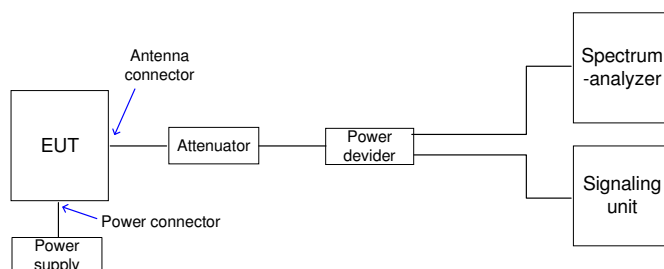 Antenna
connector
Spectrum
-analyzer
EUT
Attenuator
Power
devider
Signaling
unit
Power connector
Power
supply